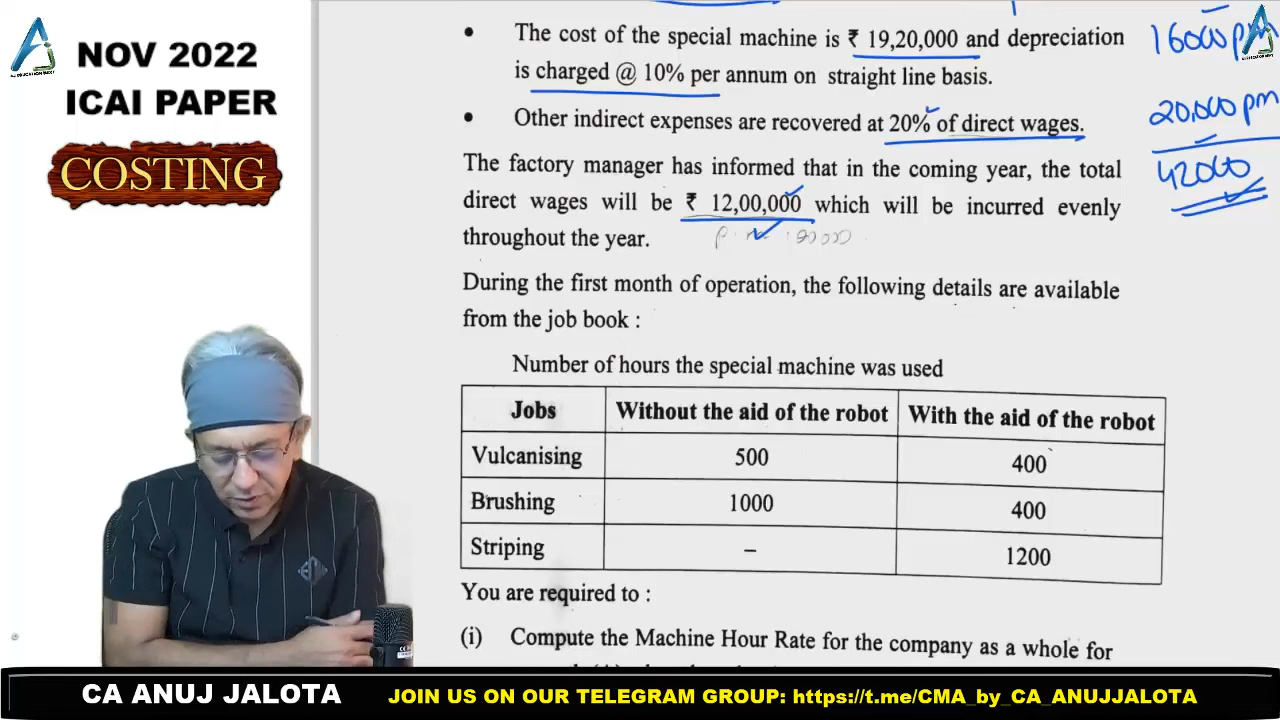 NOV 2022
ICAI PAPER
COSTING
• The cost of the special machine is ₹ 19,20,000 and depreciation
is charged @ 10% per annum on straight line basis.
• Other indirect expenses are recovered at 20% of direct wages.
The factory manager has informed that in the coming year, the total
direct wages will be ₹ 12,00,000 which will be incurred evenly
throughout the year.
16000 pm
20,000 pm
42000
During the first month of operation, the following details are available
from the job book :
Number of hours the special machine was used
Jobs Without the aid of the robot With the aid of the robot
Vulcanising 500 400
Brushing 1000 400
Striping – 1200
You are required to :
(i) Compute the Machine Hour Rate for the company as a whole for
CA ANUJ JALOTA JOIN US ON OUR TELEGRAM GROUP: https://t.me/CMA_by_CA_ANUJJALOTA